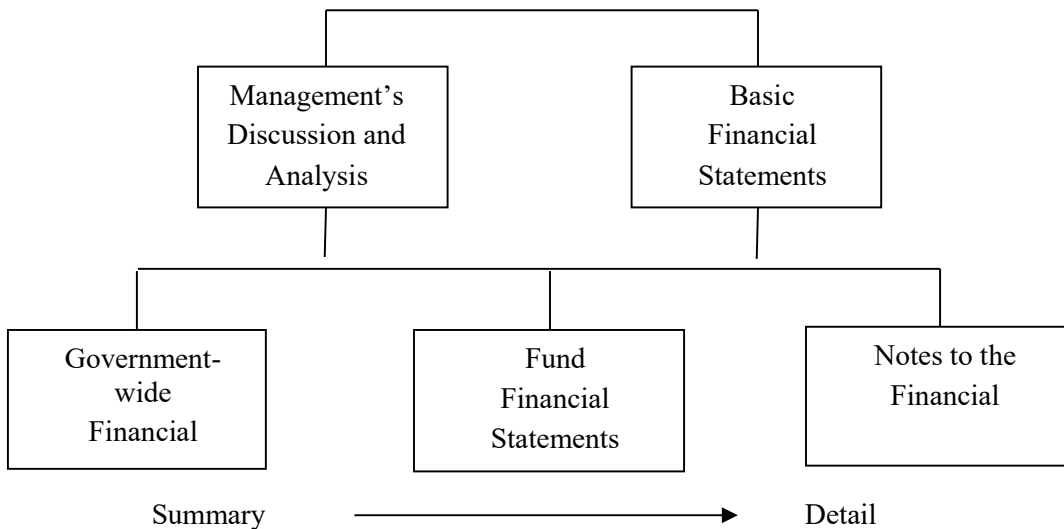 Management’s
Discussion and
Analysis
Basic
Financial
Statements
Government-
wide
Financial
Fund
Financial
Statements
Notes to the
Financial
Summary
Detail